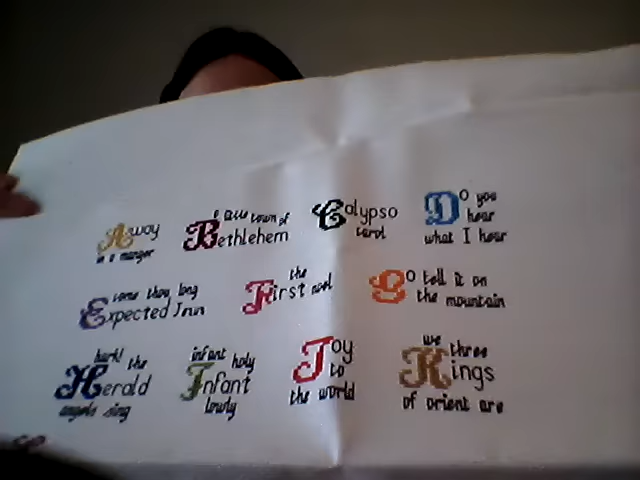 Away
in a manger
o little town of
Bethlehem
Calypso
carol
Do you
hear
what I hear
come thou long
Expected
the
First noel
Go tell it on
the mountain
hark! the
Herald
angels sing
infant holy
Infant
lowly
Joy
to
the world
we three
Kings
of orient are